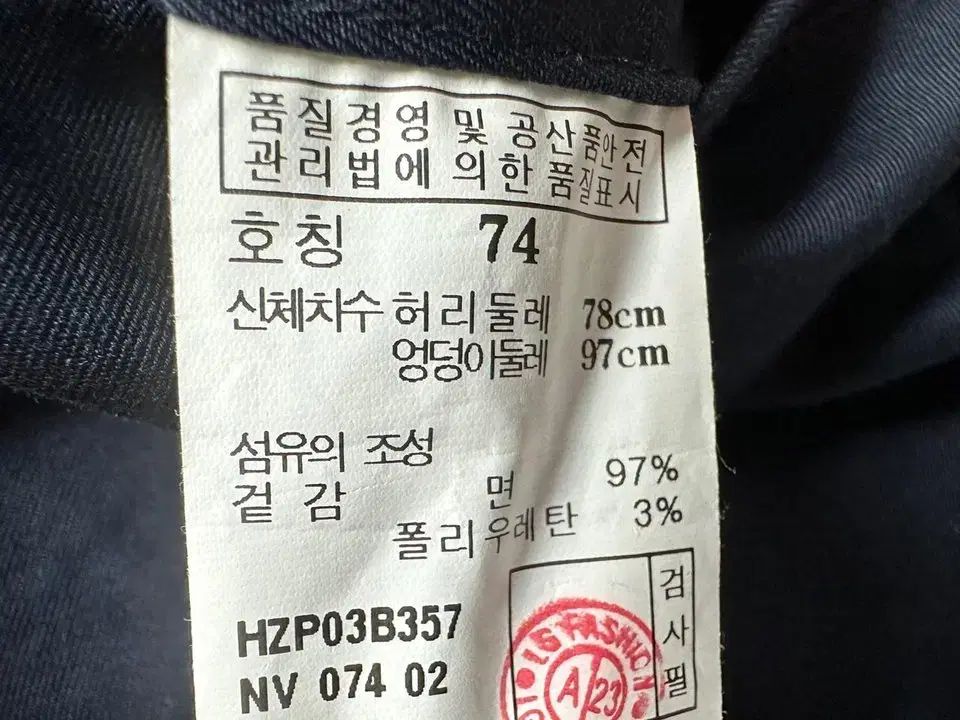 품질경영 및 공산품안전
관리법에 의한 품질표시
호칭 74
신체치수 허리둘레 78cm
엉덩이둘레 97cm
섬유의 조성
겉감 면 97%
폴리우레탄 3%
HZP03B357
NV 074 02
검사필
LG FASHION
A/23